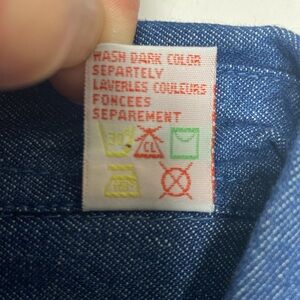 WASH DARK COLOR
SEPARTELY
LAVERLES COULEURS
FONCEES
SEPAREMENT
30°
CL